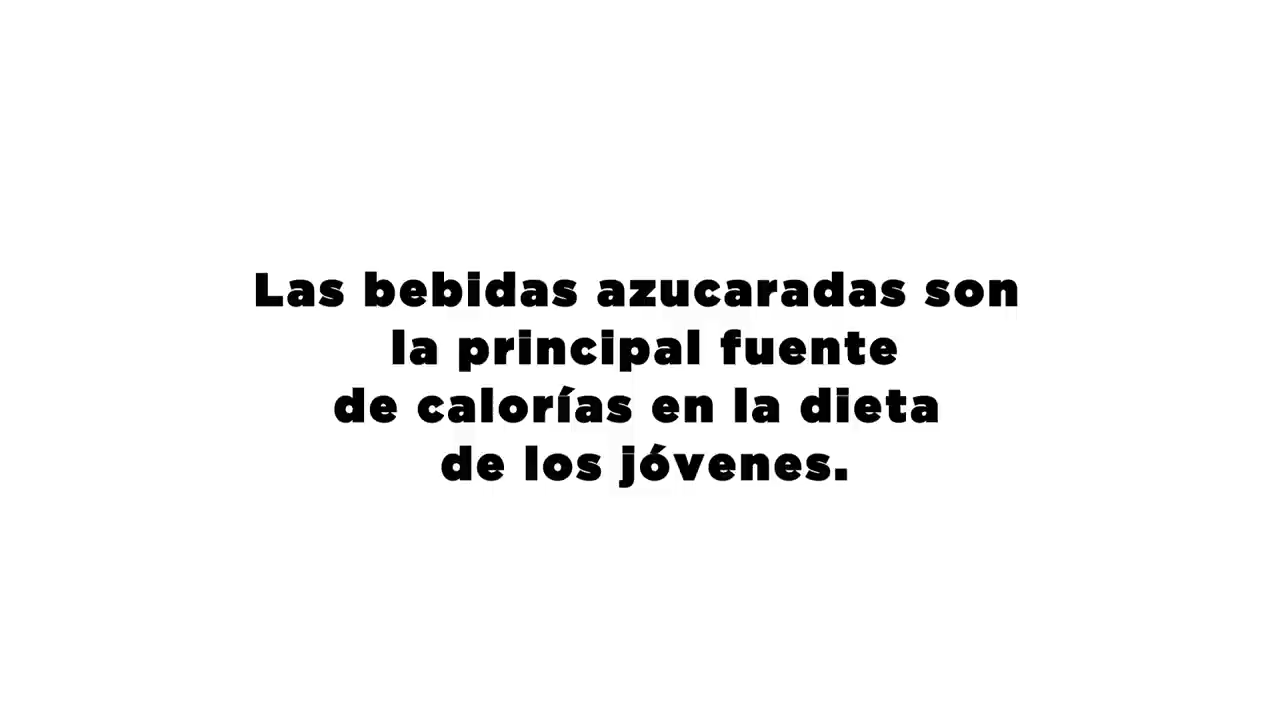 Las bebidas azucaradas son
la principal fuente
de calorías en la dieta
de los jóvenes.